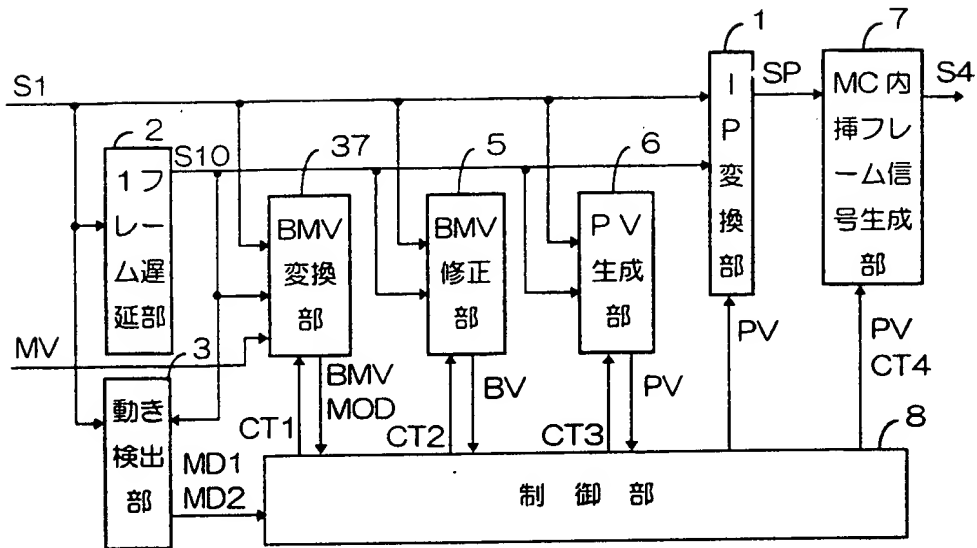 1
7
S1
SP
S4
I
P
変
換
部
MC内
挿フレ
ーム信
号生成
部
2
S10
37
5
6
1フ
レー
ム遅
延部
BMV
変換
部
BMV
修正
部
PV
生成
部
MV
3
BMV
MOD
BV
PV
PV
PV
CT4
動き
検出
部
CT1
CT2
CT3
8
MD1
MD2
制御部